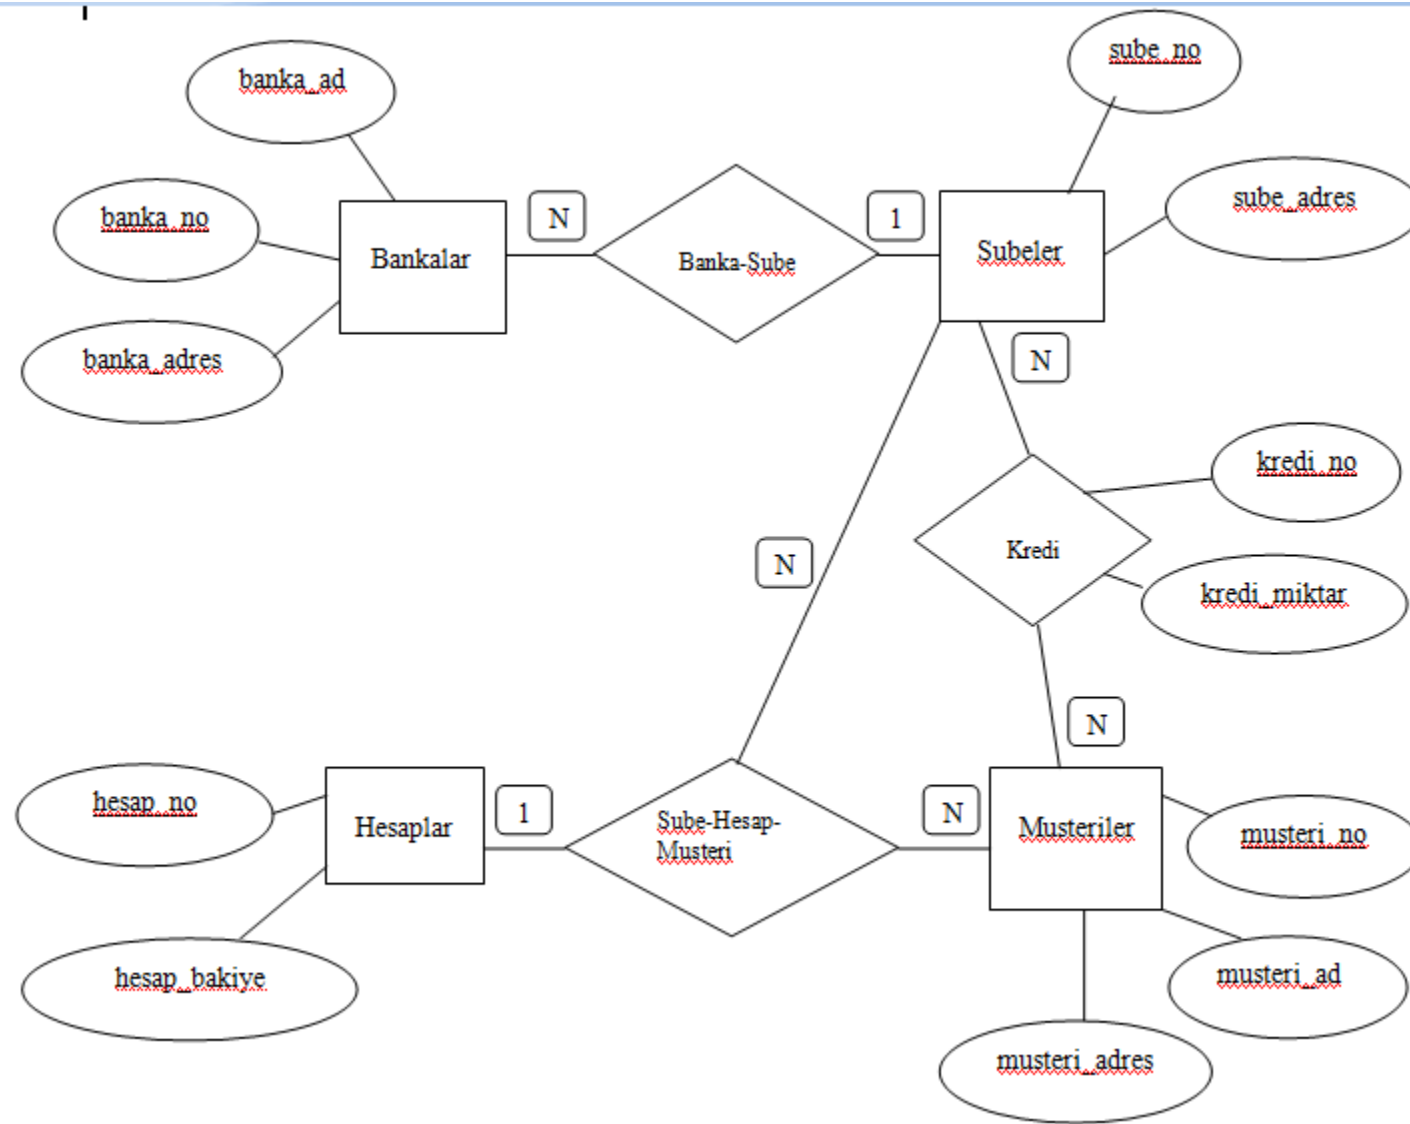 sube_no
banka_ad
sube_adres
banka_no
N
1
Bankalar
Banka-Sube
Subeler
banka_adres
N
kredi_no
N
Kredi
kredi_miktar
N
hesap_no
Hesaplar
1
Sube-Hesap-
Musteri
N
Musteriler
musteri_no
hesap_bakiye
musteri_ad
musteri_adres